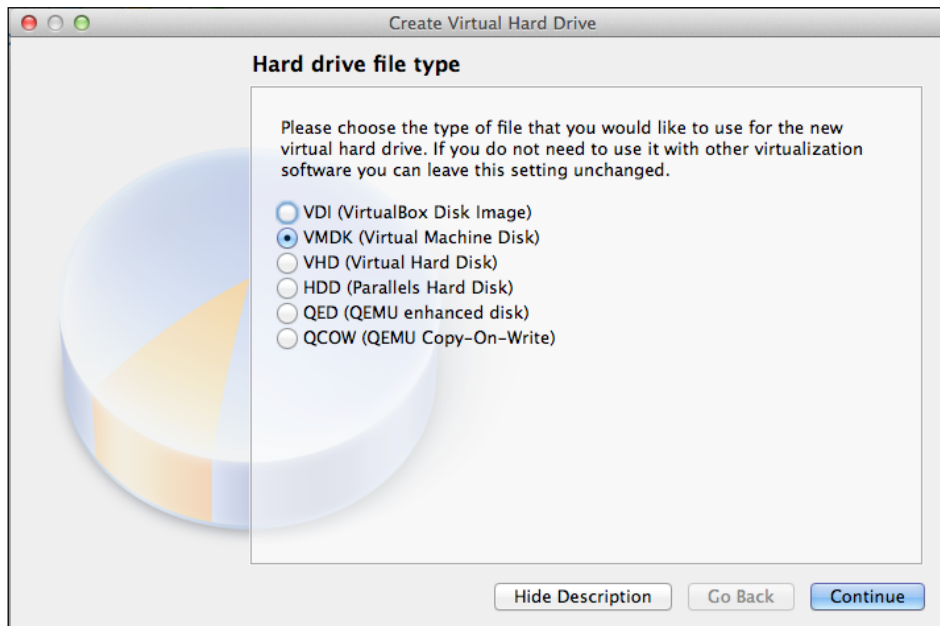 Create Virtual Hard Drive
Hard drive file type
Please choose the type of file that you would like to use for the new
virtual hard drive. If you do not need to use it with other virtualization
software you can leave this setting unchanged.
VDI (VirtualBox Disk Image)
VMDK (Virtual Machine Disk)
VHD (Virtual Hard Disk)
HDD (Parallels Hard Disk)
QED (QEMU enhanced disk)
QCOW (QEMU Copy-On-Write)
Hide Description
Go Back
Continue